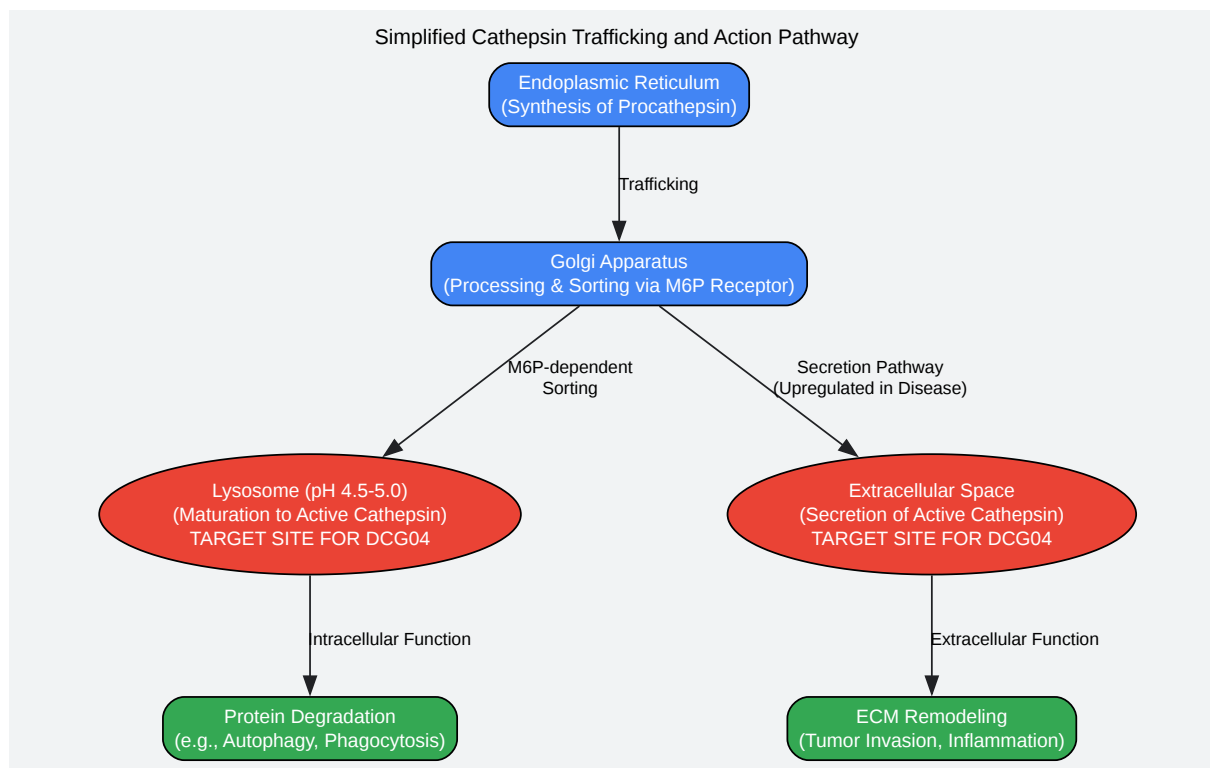 Simplified Cathepsin Trafficking and Action Pathway
Endoplasmic Reticulum
(Synthesis of Procathepsin)
Trafficking
Golgi Apparatus
(Processing & Sorting via M6P Receptor)
M6P-dependent
Sorting
Secretion Pathway
(Upregulated in Disease)
Lysosome (pH 4.5-5.0)
(Maturation to Active Cathepsin)
TARGET SITE FOR DCG04
Extracellular Space
(Secretion of Active Cathepsin)
TARGET SITE FOR DCG04
Intracellular Function
Extracellular Function
Protein Degradation
(e.g., Autophagy, Phagocytosis)
ECM Remodeling
(Tumor Invasion, Inflammation)